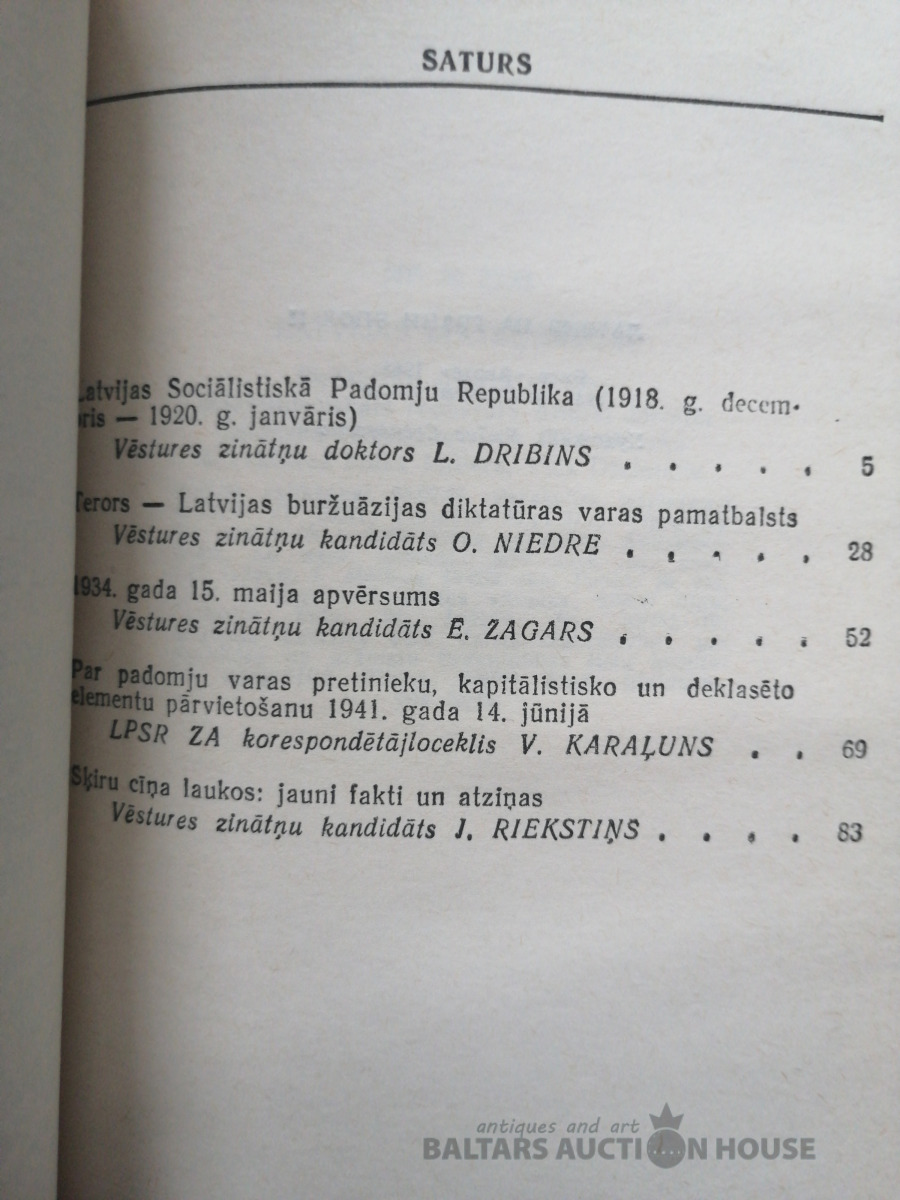 SATURS
Latvijas Sociālistiskā Padomju Republika (1918. g. decem-
bris — 1920. g. janvāris)
Vēstures zinātņu doktors L. DRIBINS . . . . . 5
Terors — Latvijas buržuāzijas diktatūras varas pamatbalsts
Vēstures zinātņu kandidāts O. NIEDRE . . . . . 28
1934. gada 15. maija apvērsums
Vēstures zinātņu kandidāts Ē. ŽAGARS . . . . . 52
Par padomju varas pretinieku, kapitālistisko un deklasēto
elementu pārvietošanu 1941. gada 14. jūnijā
LPSR ZA korespondētājloceklis V. KARAĻUNS . . 69
Šķiru cīņa laukos: jauni fakti un atziņas
Vēstures zinātņu kandidāts J. RIEKSTIŅŠ . . . . 83
antiques and art
BALTARS AUCTION HOUSE